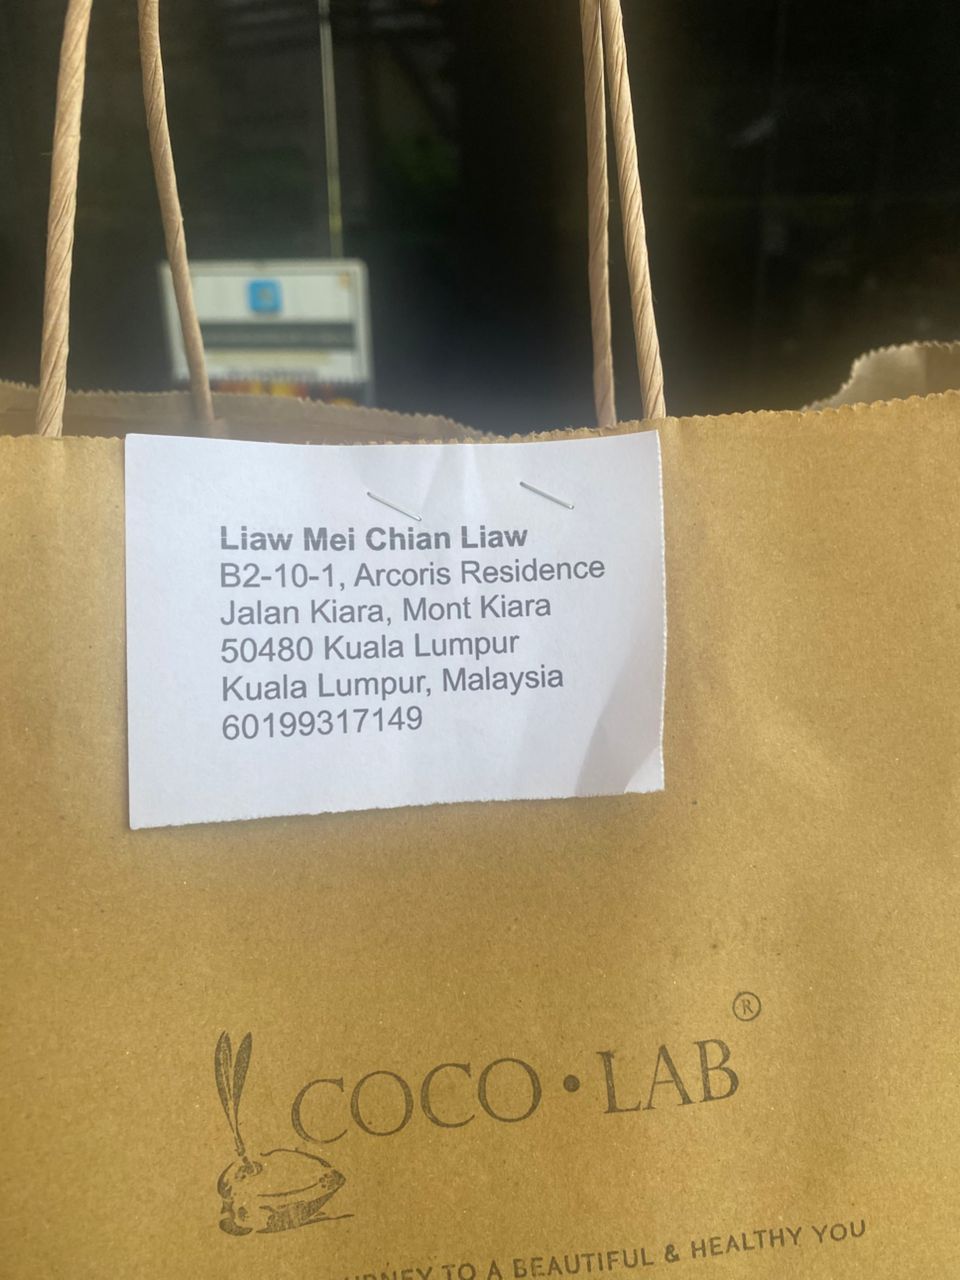 Liaw Mei Chian Liaw
B2-10-1, Arcoris Residence
Jalan Kiara, Mont Kiara
50480 Kuala Lumpur
Kuala Lumpur, Malaysia
60199317149
COCO • LAB ®
TO A BEAUTIFUL & HEALTHY YOU